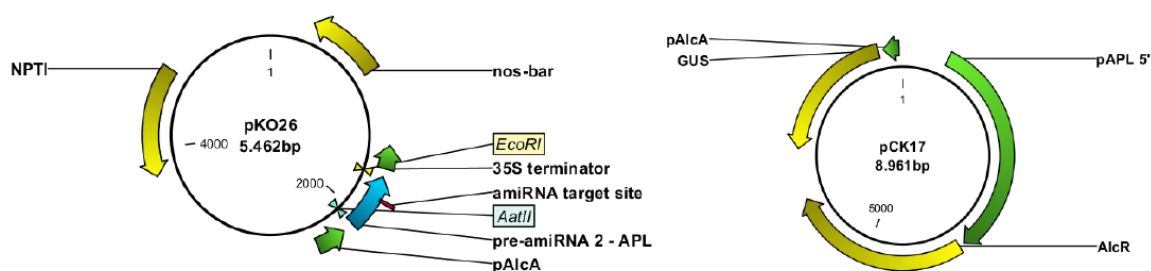 NPTI
1
nos-bar
pKO26
5.462bp
4000
2000
EcoRI
35S terminator
amiRNA target site
AatII
pre-amiRNA 2 - APL
pAlcA
pAlcA
GUS
pAPL 5'
1
pCK17
8.961bp
5000
AlcR